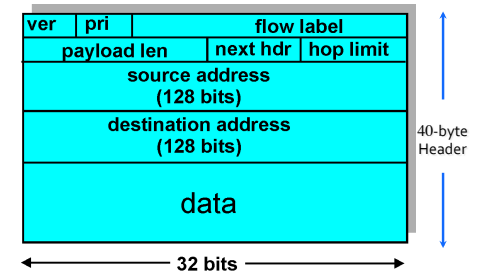 ver pri flow label
payload len next hdr hop limit
source address
(128 bits)
destination address
(128 bits)
data
40-byte
Header
32 bits